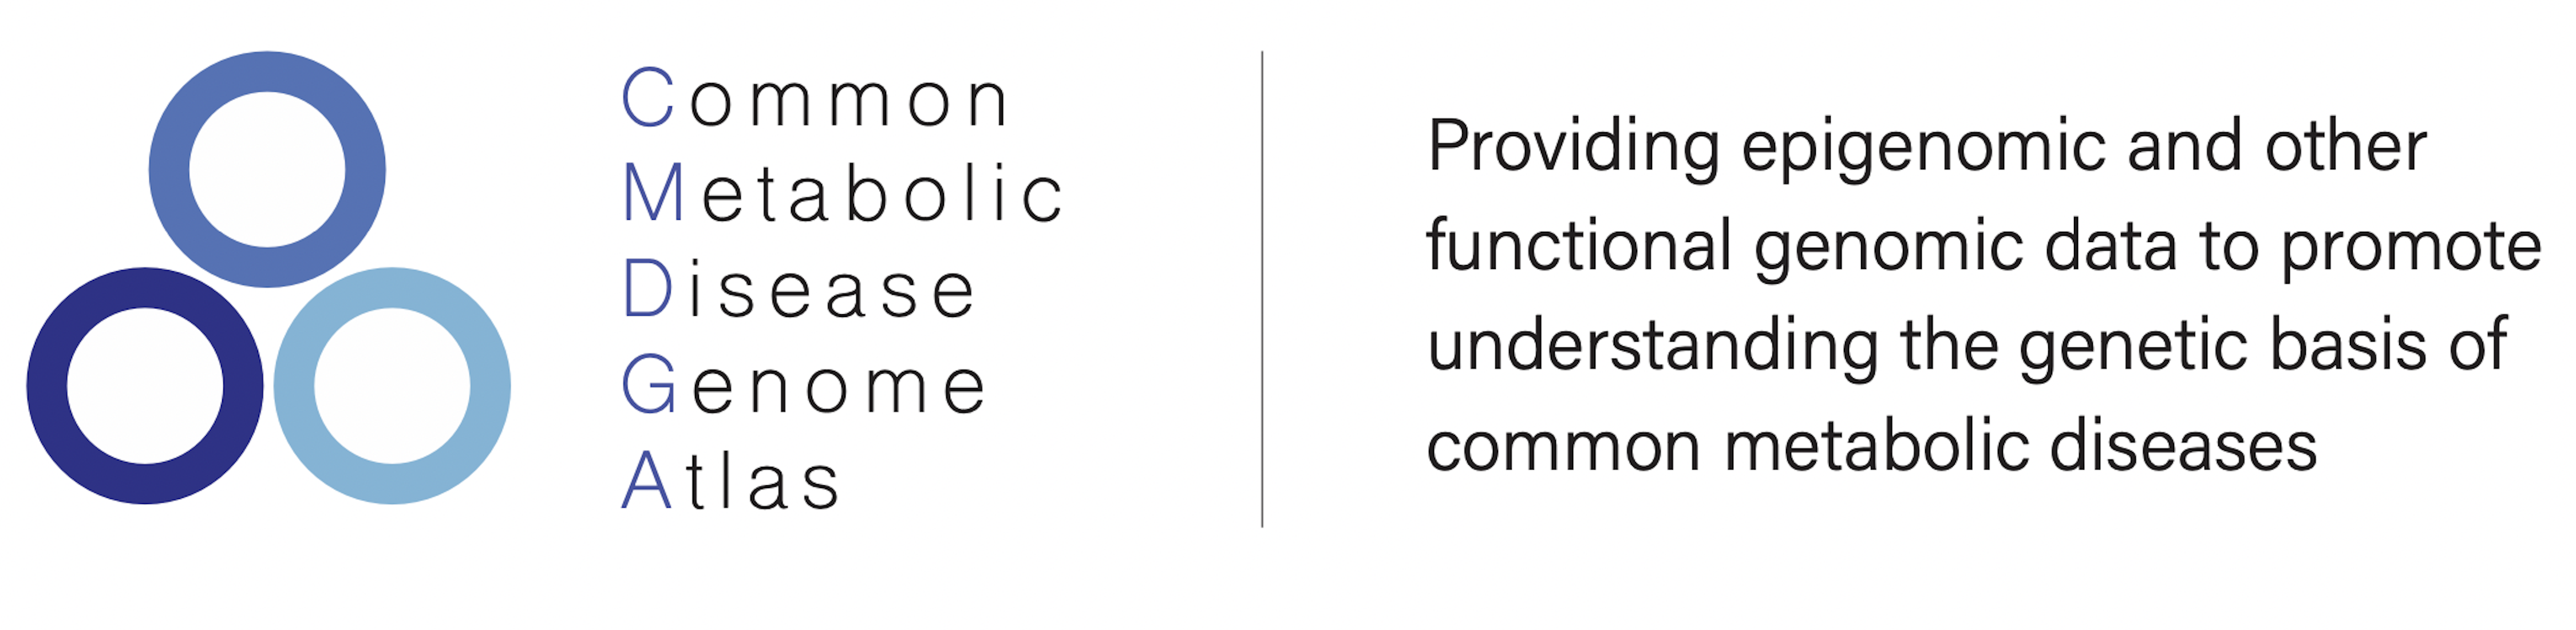 Common
Metabolic
Disease
Genome
Atlas
Providing epigenomic and other
functional genomic data to promote
understanding the genetic basis of
common metabolic diseases